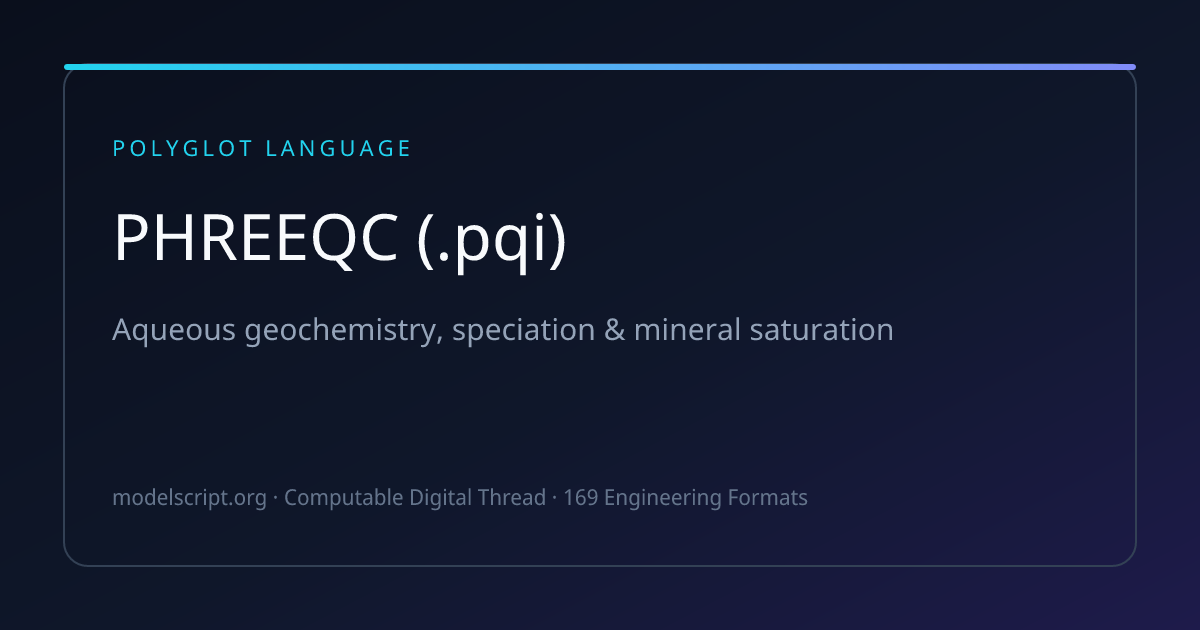 POLYGLOT LANGUAGE
PHREEQC (.pqi)
Aqueous geochemistry, speciation & mineral saturation
modelscript.org · Computable Digital Thread · 169 Engineering Formats